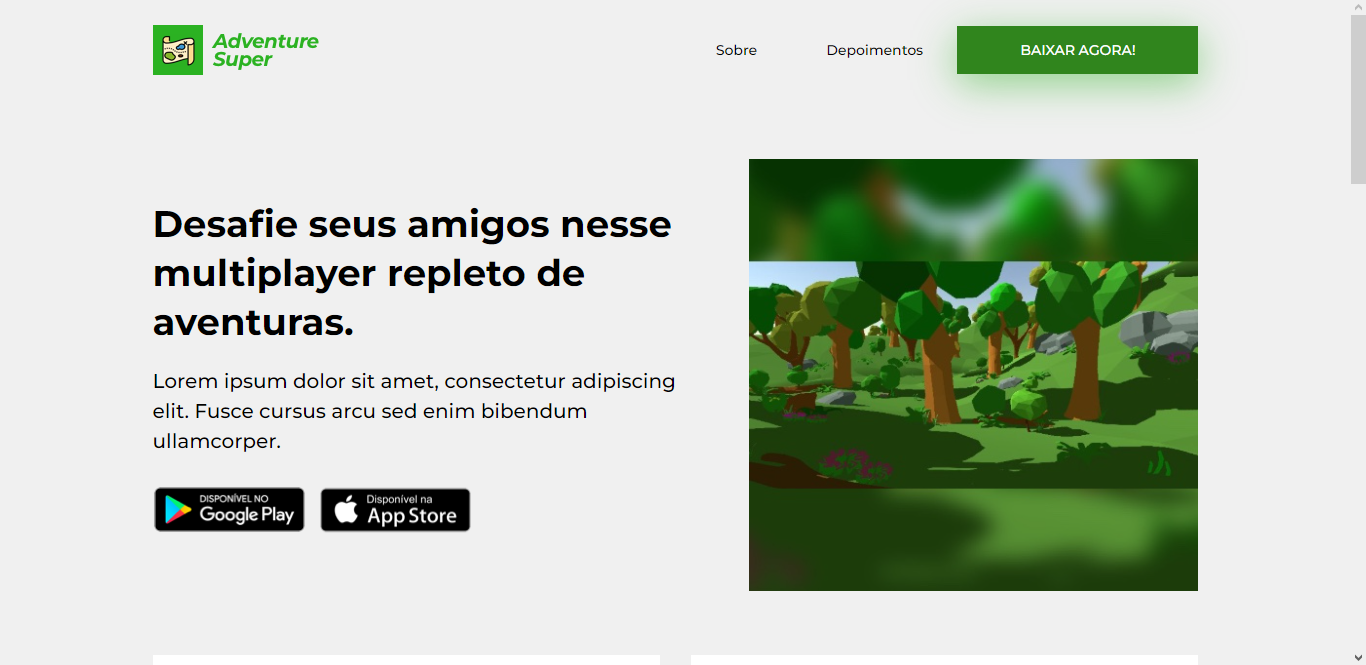 Adventure
Super
Sobre
Depoimentos
BAIXAR AGORA!
Desafie seus amigos nesse
multiplayer repleto de
aventuras.
Lorem ipsum dolor sit amet, consectetur adipiscing
elit. Fusce cursus arcu sed enim bibendum
ullamcorper.
DISPONÍVEL NO
Google Play
Disponível na
App Store